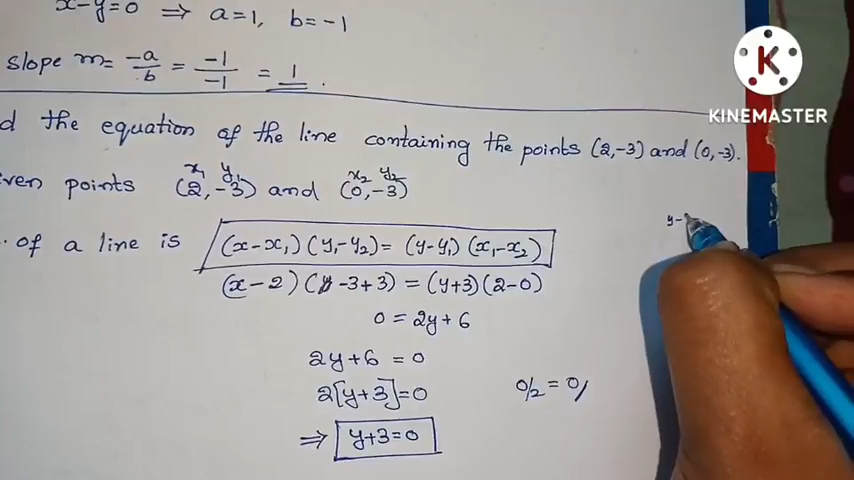 x-y=0 ⇒ a=1, b=-1
slope m= -a/b = -1/-1 = 1.
KINEMASTER
d the equation of the line containing the points (2,-3) and (0,-3).
x₁ y₁ x₂ y₂
ven points (2,-3) and (0,-3)
y-
. of a line is (x-x₁)(y₁-y₂)=(y-y₁)(x₁-x₂)
(x-2)(-3+3) = (y+3)(2-0)
0 = 2y+6
2y+6 = 0
2[y+3]=0 0/2 = 0/
⇒ y+3=0